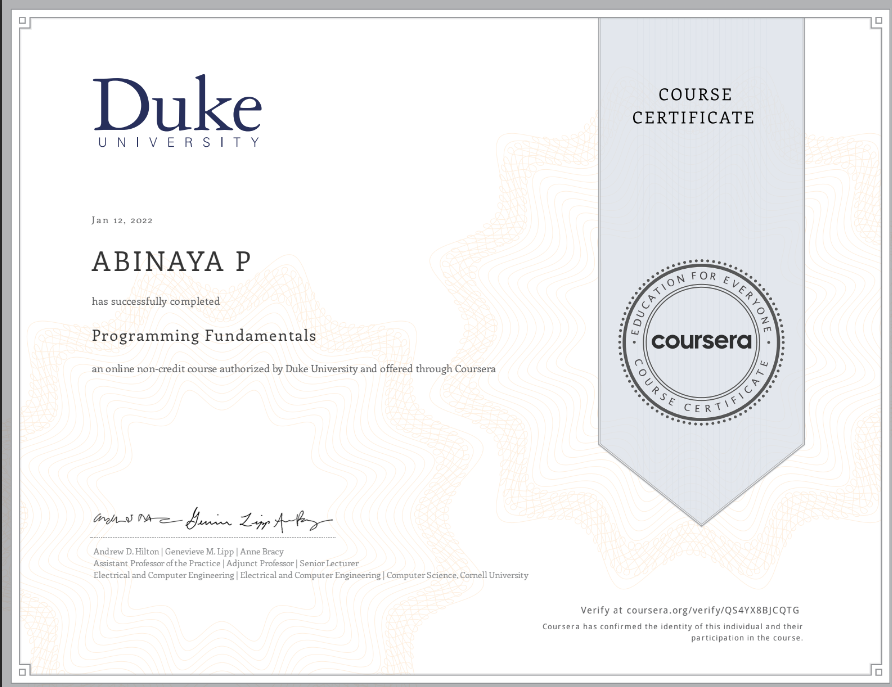 Duke
UNIVERSITY
COURSE
CERTIFICATE
Jan 12, 2022
ABINAYA P
has successfully completed
Programming Fundamentals
an online non-credit course authorized by Duke University and offered through Coursera
EDUCATION FOR EVERYONE
coursera
COURSE CERTIFICATE
Andrew D. Hilton | Genevieve M. Lipp | Anne Bracy
Assistant Professor of the Practice | Adjunct Professor | Senior Lecturer
Electrical and Computer Engineering | Electrical and Computer Engineering | Computer Science, Cornell University
Verify at coursera.org/verify/QS4YX8BJCQTG
Coursera has confirmed the identity of this individual and their
participation in the course.